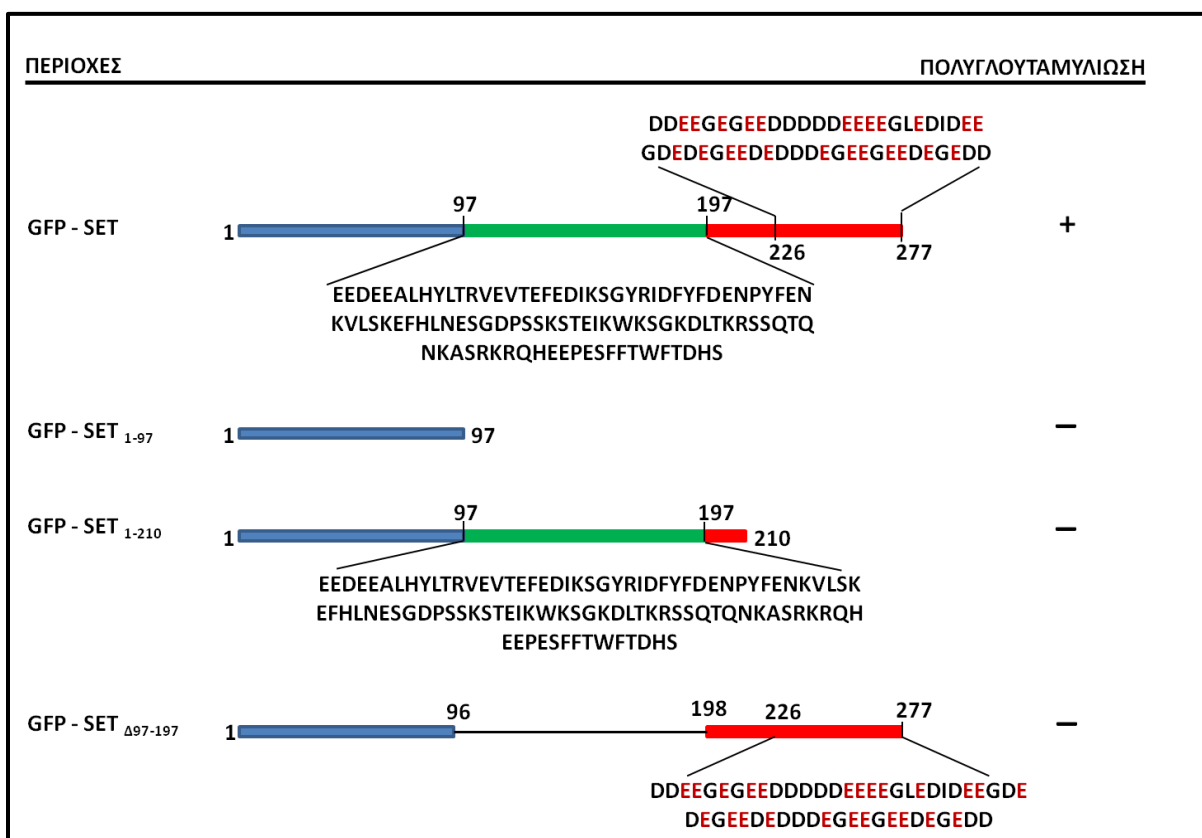 ΠΕΡΙΟΧΕΣ ΠΟΛΥΓΛΟΥΤΑΜΥΛΙΩΣΗ
DDEEGEGEEDDDDDEEEEGLEDIDEE
GDEDEGEEDEDDDEGEEGEEDEGEDD
97 197
GFP - SET 1 +
226 277
EEDEEALHYLTRVEVTEFEDIKSGYRIDFYFDENPYFEN
KVLSKEFHLNESGDPSSKSTEIKWKSGKDLTKRSSQTQ
NKASRKRQHEEPESFFTWFTDHS
GFP - SET 1-97 1 97 –
97 197
GFP - SET 1-210 1 210 –
EEDEEALHYLTRVEVTEFEDIKSGYRIDFYFDENPYFENKVLSK
EFHLNESGDPSSKSTEIKWKSGKDLTKRSSQTQNKASRKRQH
EEPESFFTWFTDHS
96 198 226 277
GFP - SET Δ97-197 1 –
DDEEGEGEEDDDDDEEEEGLEDIDEEGDE
DEGEEDEDDDEGEEGEEDEGEDD